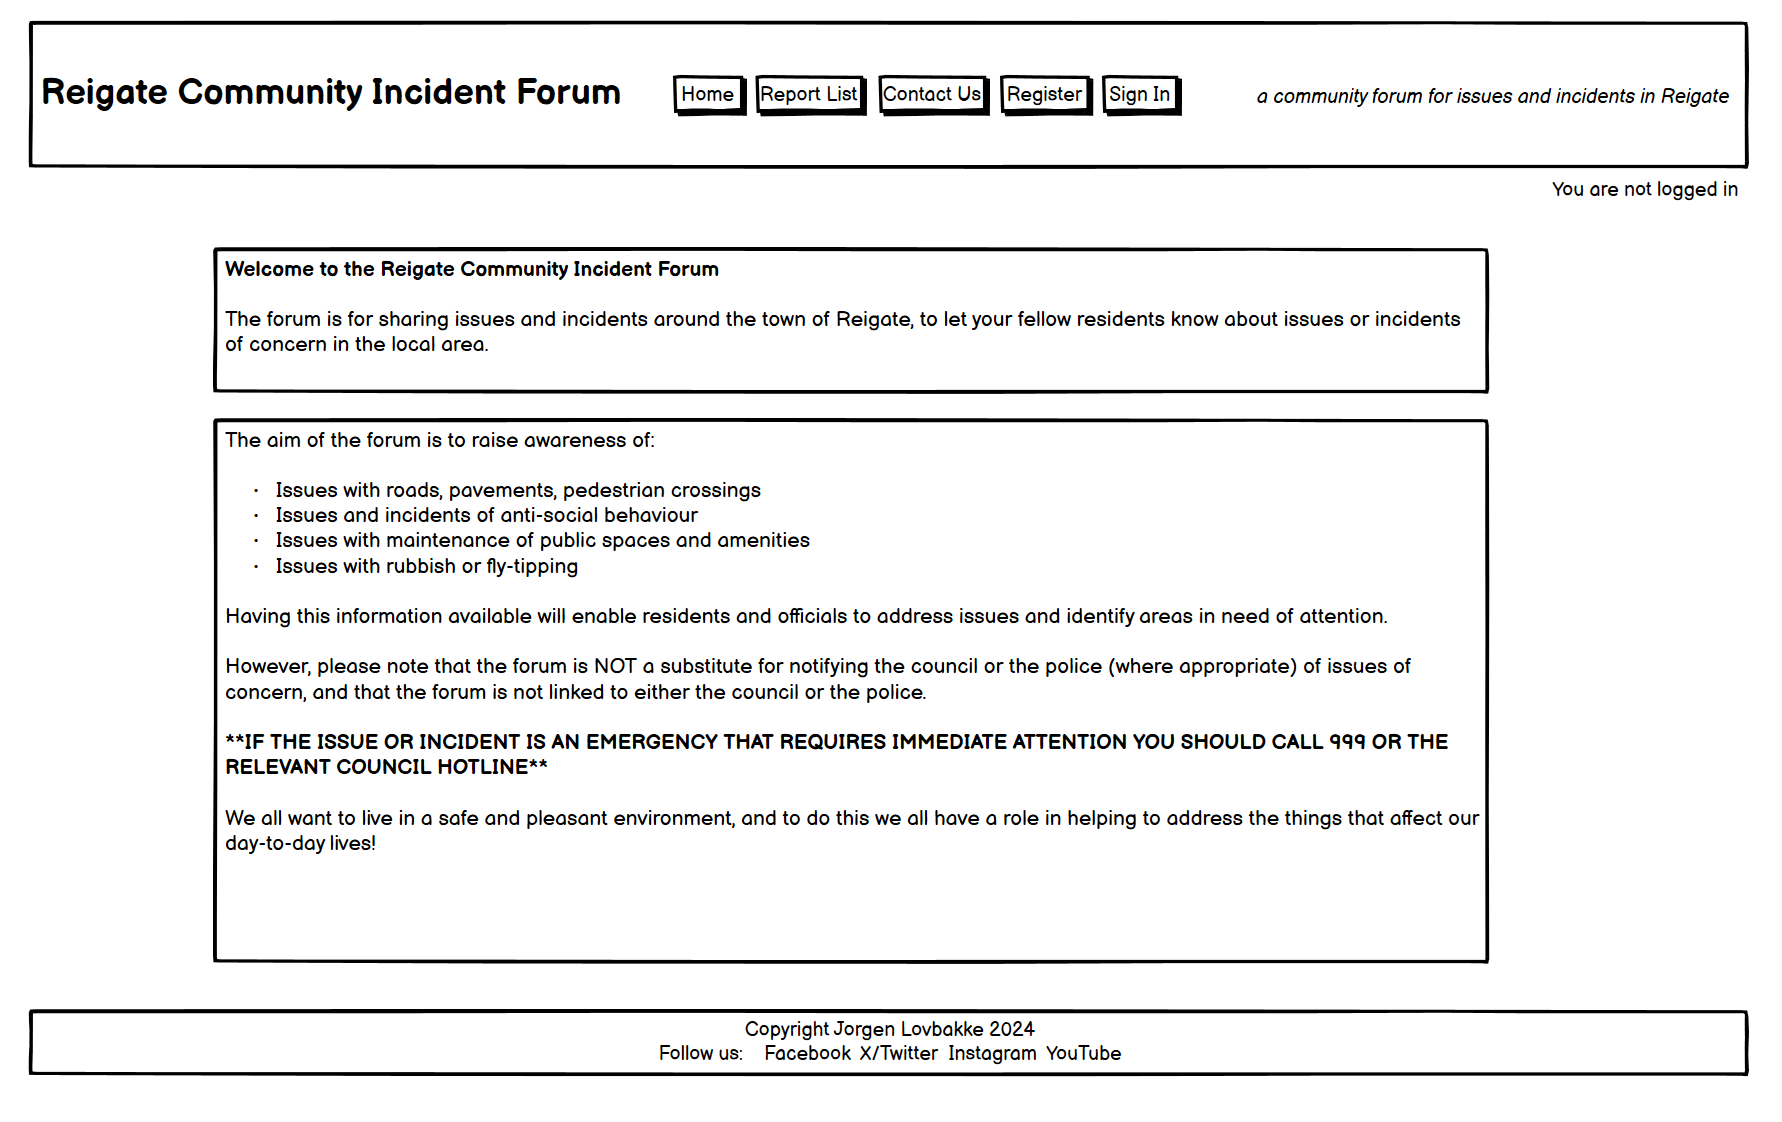 Reigate Community Incident Forum
Home
Report List
Contact Us
Register
Sign In
a community forum for issues and incidents in Reigate
You are not logged in
Welcome to the Reigate Community Incident Forum
The forum is for sharing issues and incidents around the town of Reigate, to let your fellow residents know about issues or incidents
of concern in the local area.
The aim of the forum is to raise awareness of:
· Issues with roads, pavements, pedestrian crossings
· Issues and incidents of anti-social behaviour
· Issues with maintenance of public spaces and amenities
· Issues with rubbish or fly-tipping
Having this information available will enable residents and officials to address issues and identify areas in need of attention.
However, please note that the forum is NOT a substitute for notifying the council or the police (where appropriate) of issues of
concern, and that the forum is not linked to either the council or the police.
**IF THE ISSUE OR INCIDENT IS AN EMERGENCY THAT REQUIRES IMMEDIATE ATTENTION YOU SHOULD CALL 999 OR THE
RELEVANT COUNCIL HOTLINE**
We all want to live in a safe and pleasant environment, and to do this we all have a role in helping to address the things that affect our
day-to-day lives!
Copyright Jorgen Lovbakke 2024
Follow us: Facebook X/Twitter Instagram YouTube